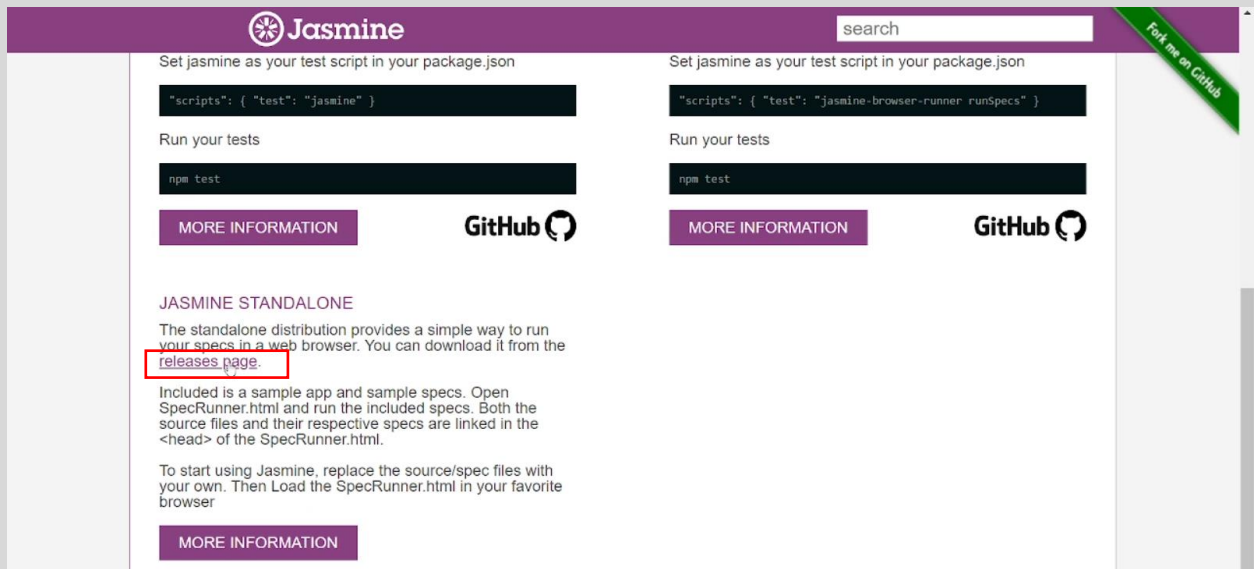 Jasmine
search
Fork me on GitHub
Set jasmine as your test script in your package.json
"scripts": { "test": "jasmine" }
Run your tests
npm test
MORE INFORMATION
GitHub
Set jasmine as your test script in your package.json
"scripts": { "test": "jasmine-browser-runner runSpecs" }
Run your tests
npm test
MORE INFORMATION
GitHub
JASMINE STANDALONE
The standalone distribution provides a simple way to run
your specs in a web browser. You can download it from the
releases page.
Included is a sample app and sample specs. Open
SpecRunner.html and run the included specs. Both the
source files and their respective specs are linked in the
<head> of the SpecRunner.html.
To start using Jasmine, replace the source/spec files with
your own. Then Load the SpecRunner.html in your favorite
browser
MORE INFORMATION